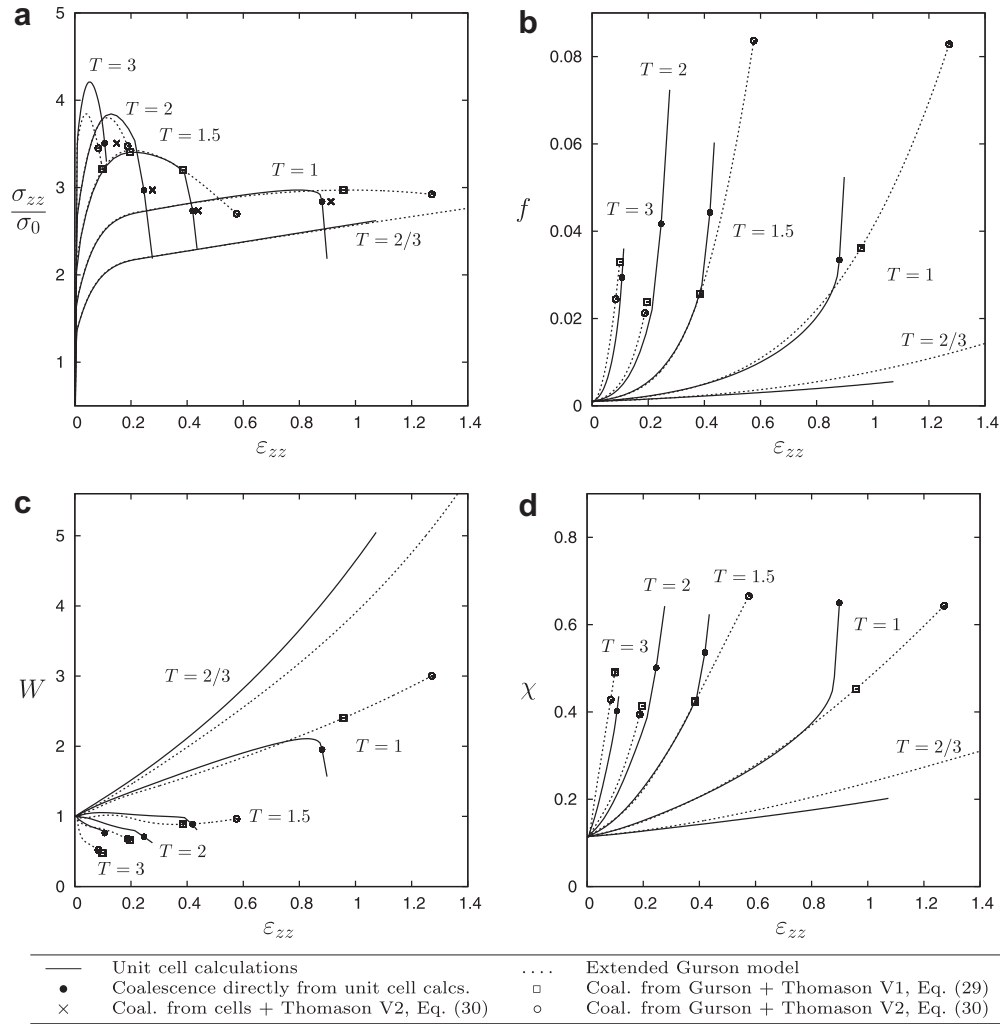 a
5
4
3
2
1
σzz
σ0
T = 3
T = 2
T = 1.5
T = 1
T = 2/3
0 0.2 0.4 0.6 0.8 1 1.2 1.4
εzz
b
0.08
0.06
0.04
0.02
0
f
T = 2
T = 3
T = 1.5
T = 1
T = 2/3
0 0.2 0.4 0.6 0.8 1 1.2 1.4
εzz
c
5
4
3
2
1
0
W
T = 2/3
T = 1
T = 1.5
T = 2
T = 3
0 0.2 0.4 0.6 0.8 1 1.2 1.4
εzz
d
0.8
0.6
0.4
0.2
0
χ
T = 2
T = 1.5
T = 3
T = 1
T = 2/3
0 0.2 0.4 0.6 0.8 1 1.2 1.4
εzz
Unit cell calculations
Coalescence directly from unit cell calcs.
Coal. from cells + Thomason V2, Eq. (30)
Extended Gurson model
Coal. from Gurson + Thomason V1, Eq. (29)
Coal. from Gurson + Thomason V2, Eq. (30)